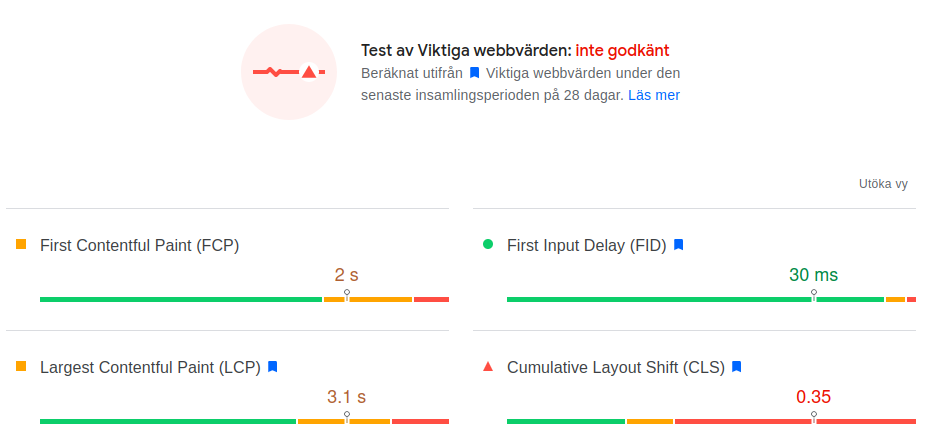 Test av Viktiga webbvärden: inte godkänt
Beräknat utifrån Viktiga webbvärden under den
senaste insamlingsperioden på 28 dagar. Läs mer
Utöka vy
First Contentful Paint (FCP)
2 s
First Input Delay (FID)
30 ms
Largest Contentful Paint (LCP)
3.1 s
Cumulative Layout Shift (CLS)
0.35